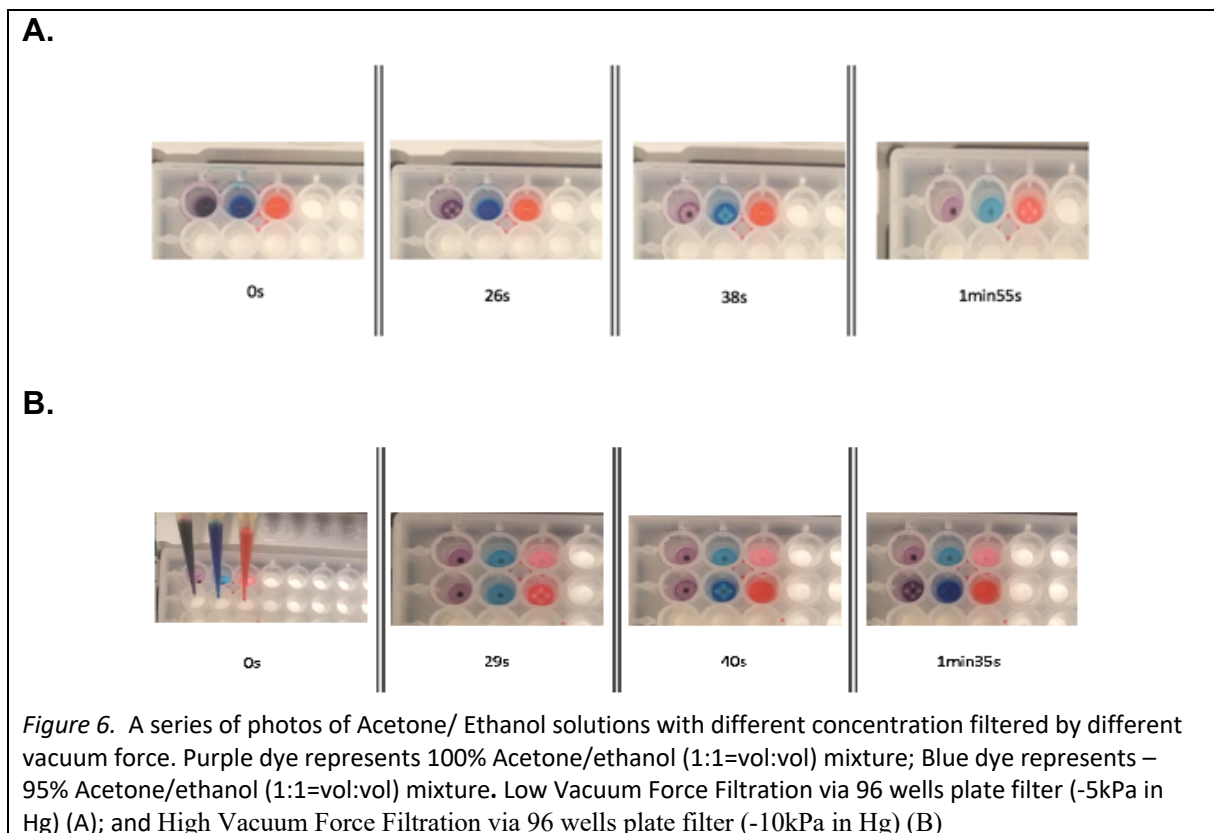 A.
0s 26s 38s 1min55s
B.
0s 29s 40s 1min35s
Figure 6. A series of photos of Acetone/ Ethanol solutions with different concentration filtered by different
vacuum force. Purple dye represents 100% Acetone/ethanol (1:1=vol:vol) mixture; Blue dye represents –
95% Acetone/ethanol (1:1=vol:vol) mixture. Low Vacuum Force Filtration via 96 wells plate filter (-5kPa in
Hg) (A); and High Vacuum Force Filtration via 96 wells plate filter (-10kPa in Hg) (B)